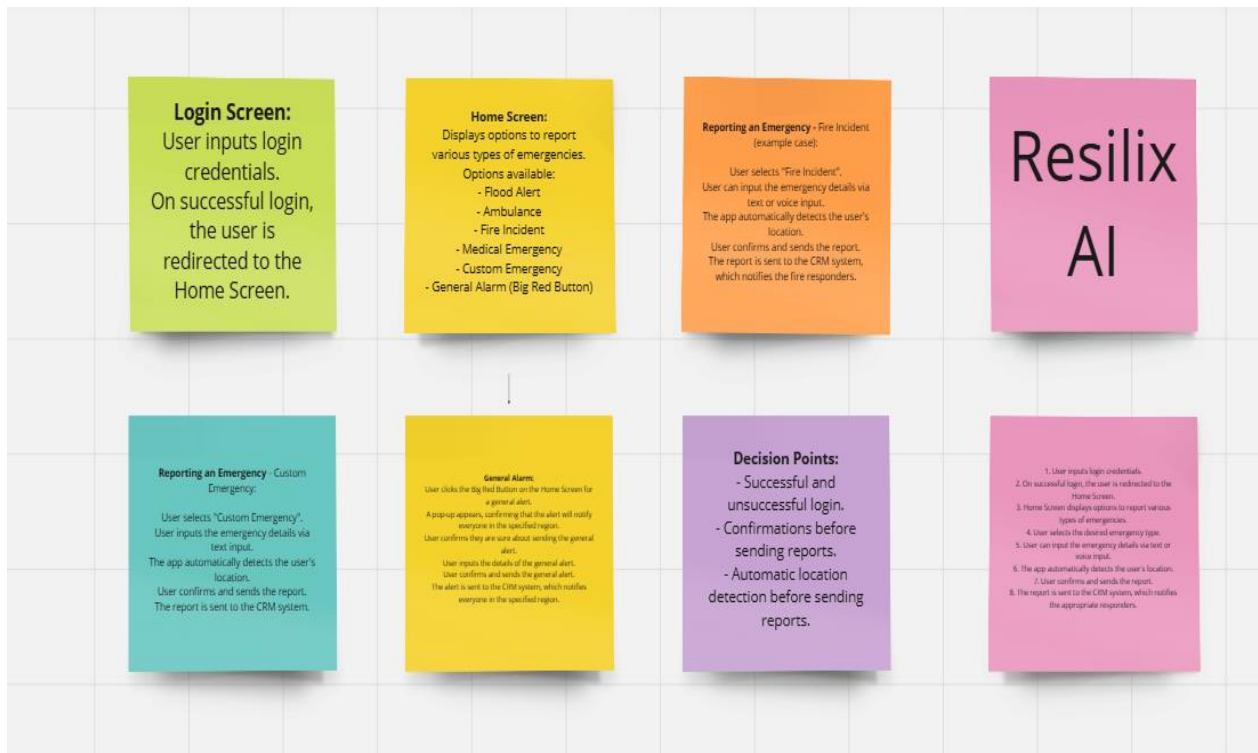 Login Screen:
User inputs login
credentials.
On successful login,
the user is
redirected to the
Home Screen.
Home Screen:
Displays options to report
various types of emergencies.
Options available:
- Flood Alert
- Ambulance
- Fire Incident
- Medical Emergency
- Custom Emergency
- General Alarm (Big Red Button)
Reporting an Emergency - Fire Incident
(example case):
User selects "Fire Incident".
User can input the emergency details via
text or voice input.
The app automatically detects the user's
location.
User confirms and sends the report.
The report is sent to the CRM system,
which notifies the fire responders.
Resilix
AI
Reporting an Emergency - Custom
Emergency:
User selects "Custom Emergency".
User inputs the emergency details via
text input.
The app automatically detects the user's
location.
User confirms and sends the report.
The report is sent to the CRM system.
General Alarm:
User clicks the Big Red Button on the Home Screen for
a general alert.
A pop-up appears, confirming that the alert will notify
everyone in the specified region.
User confirms they are sure about sending the general
alert.
User inputs the details of the general alert.
User confirms and sends the general alert.
The alert is sent to the CRM system, which notifies
everyone in the specified region.
Decision Points:
- Successful and
unsuccessful login.
- Confirmations before
sending reports.
- Automatic location
detection before sending
reports.
1. User inputs login credentials.
2. On successful login, the user is redirected to the
Home Screen.
3. Home Screen displays options to report various
types of emergencies.
4. User selects the desired emergency type.
5. User can input the emergency details via text or
voice input.
6. The app automatically detects the user's location.
7. User confirms and sends the report.
8. The report is sent to the CRM system, which notifies
the appropriate responders.